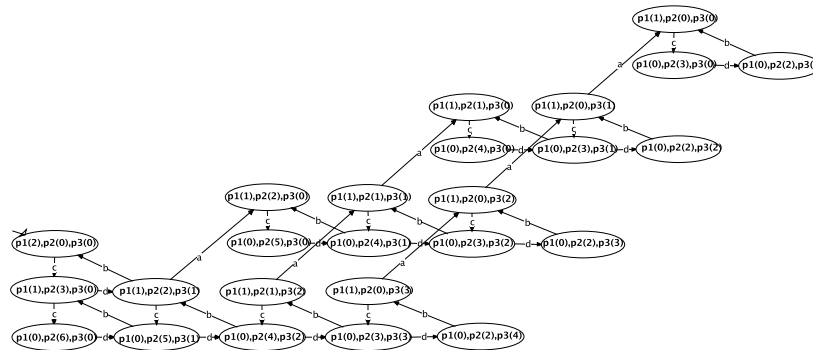 p1(1),p2(0),p3(0)
c
b
a
p1(0),p2(3),p3(0)
d
p1(0),p2(2),p3(
p1(1),p2(1),p3(0)
p1(1),p2(0),p3(1)
c
b
c
b
a
a
p1(0),p2(4),p3(0)
d
p1(0),p2(3),p3(1)
d
p1(0),p2(2),p3(2)
p1(1),p2(2),p3(0)
p1(1),p2(1),p3(1)
p1(1),p2(0),p3(2)
c
b
c
b
c
b
p1(2),p2(0),p3(0)
p1(0),p2(5),p3(0)
d
p1(0),p2(4),p3(1)
d
p1(0),p2(3),p3(2)
d
p1(0),p2(2),p3(3)
c
b
a
a
a
p1(1),p2(3),p3(0)
d
p1(1),p2(2),p3(1)
p1(1),p2(1),p3(2)
p1(1),p2(0),p3(3)
c
b
c
b
c
b
c
b
p1(0),p2(6),p3(0)
d
p1(0),p2(5),p3(1)
d
p1(0),p2(4),p3(2)
d
p1(0),p2(3),p3(3)
d
p1(0),p2(2),p3(4)